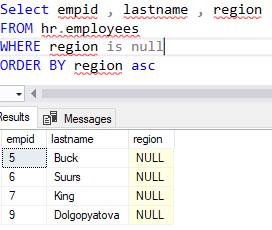 Select empid , lastname , region
FROM hr.employees
WHERE region is null
ORDER BY region asc
Results Messages
empid lastname region
5 Buck NULL
6 Suurs NULL
7 King NULL
9 Dolgopyatova NULL